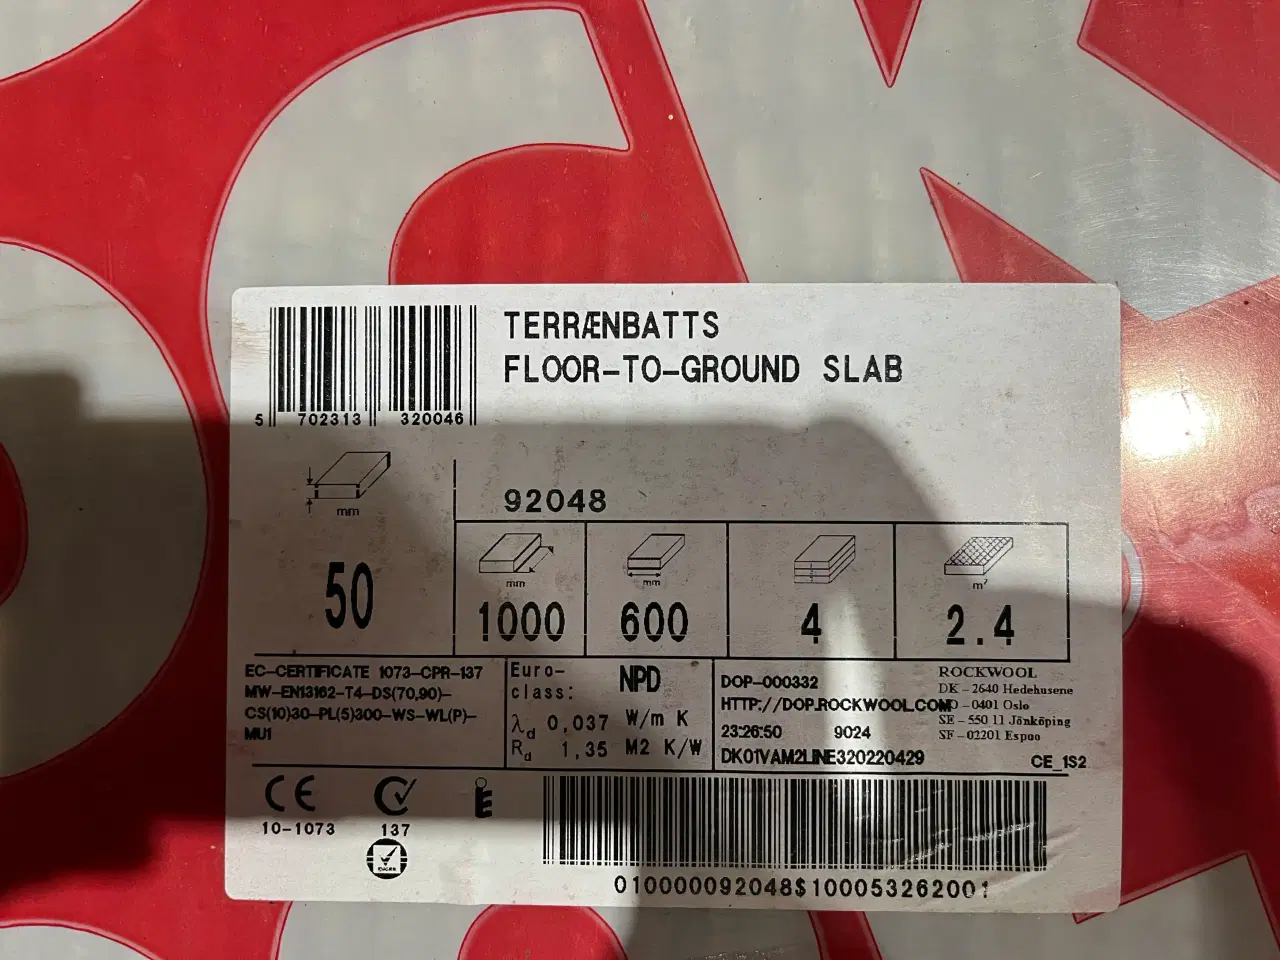 TERRÆNBATTS
FLOOR-TO-GROUND SLAB
5 702313 320046
mm
50
92048
mm
1000
mm
600
4
m²
2.4
EC-CERTIFICATE 1073-CPR-137
MW-EN13162-T4-DS(70,90)-
CS(10)30-PL(5)300-WS-WL(P)-
MU1
Euro-
class: NPD
λd 0,037 W/m K
Rd 1,35 M2 K/W
DOP-000332
HTTP://DOP.ROCKWOOL.COM
23:26:50 9024
DK01VAM2LINE320220429
ROCKWOOL
DK - 2640 Hedehusene
- 0401 Oslo
SE - 550 11 Jönköping
SF - 02201 Espoo
CE_1S2
CE
10-1073
137
010000092048$100053262001